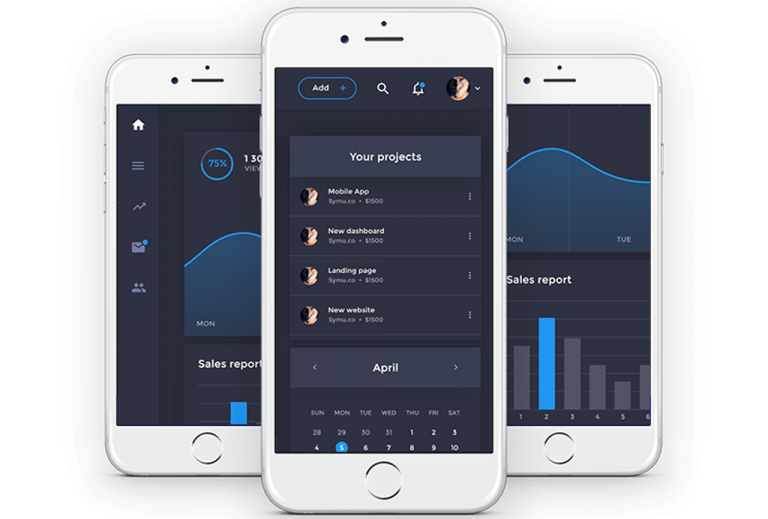 75%
1 30
VIEW
MON
Sales report
Add +
Your projects
Mobile App
Symu.co • $1500
New dashboard
Symu.co • $1500
Landing page
Symu.co • $1500
New website
Symu.co • $1500
April
SUN MON TUE WED THU FRI SAT
28 29 30 31 1 2 3
4 5 6 7 8 9 10
MON TUE
Sales report
1 2 3 4 5 6